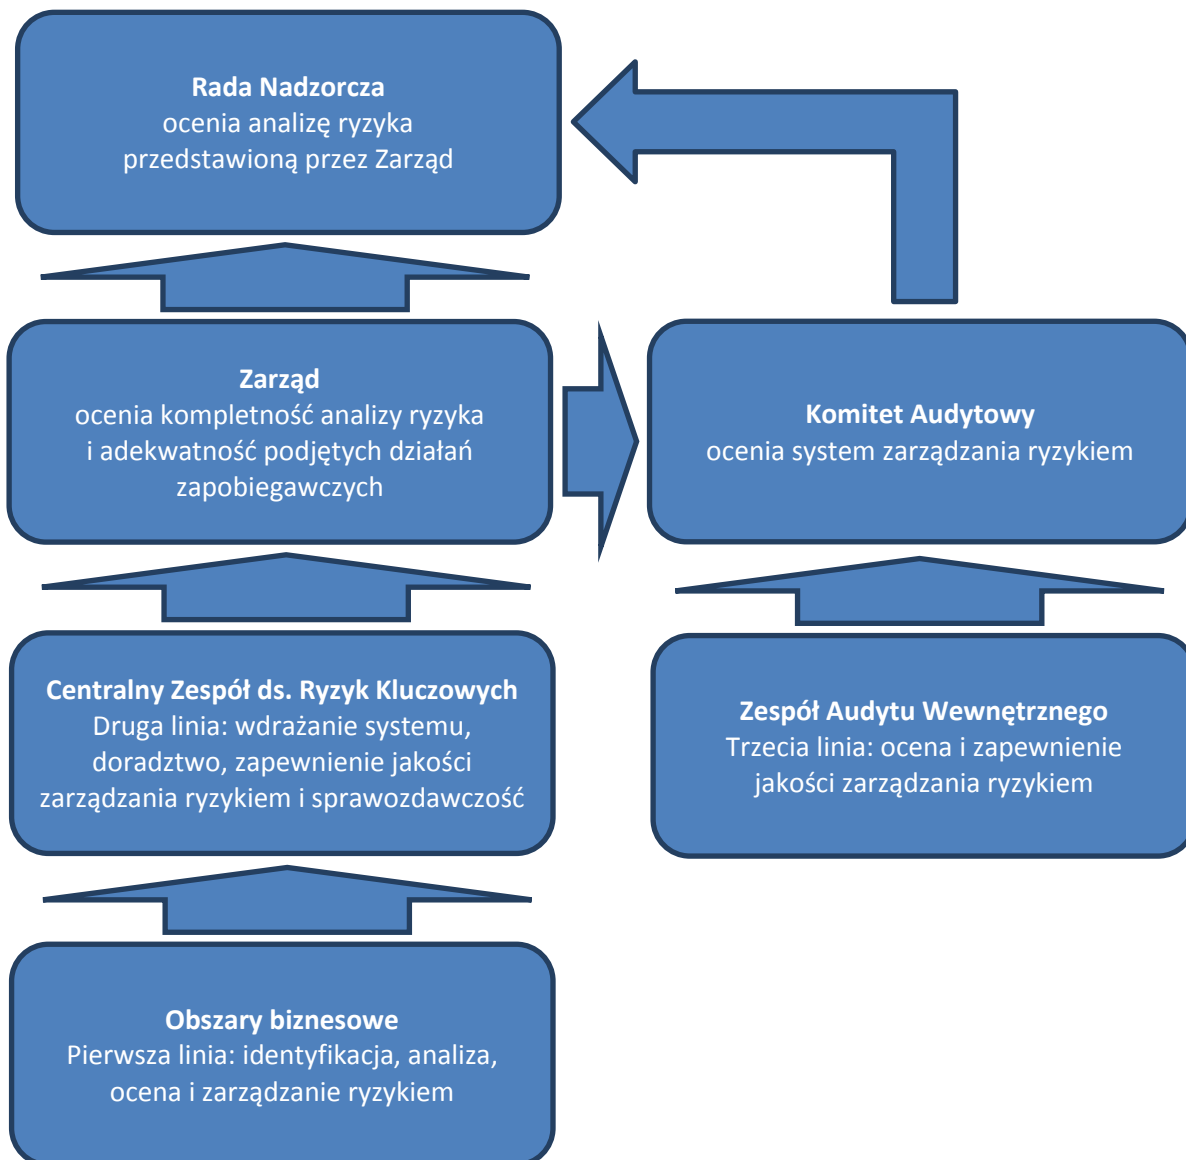 Rada Nadzorcza
ocenia analizę ryzyka
przedstawioną przez Zarząd
Zarząd
ocenia kompletność analizy ryzyka
i adekwatność podjętych działań
zapobiegawczych
Komitet Audytowy
ocenia system zarządzania ryzykiem
Centralny Zespół ds. Ryzyk Kluczowych
Druga linia: wdrażanie systemu,
doradztwo, zapewnienie jakości
zarządzania ryzykiem i sprawozdawczość
Zespół Audytu Wewnętrznego
Trzecia linia: ocena i zapewnienie
jakości zarządzania ryzykiem
Obszary biznesowe
Pierwsza linia: identyfikacja, analiza,
ocena i zarządzanie ryzykiem